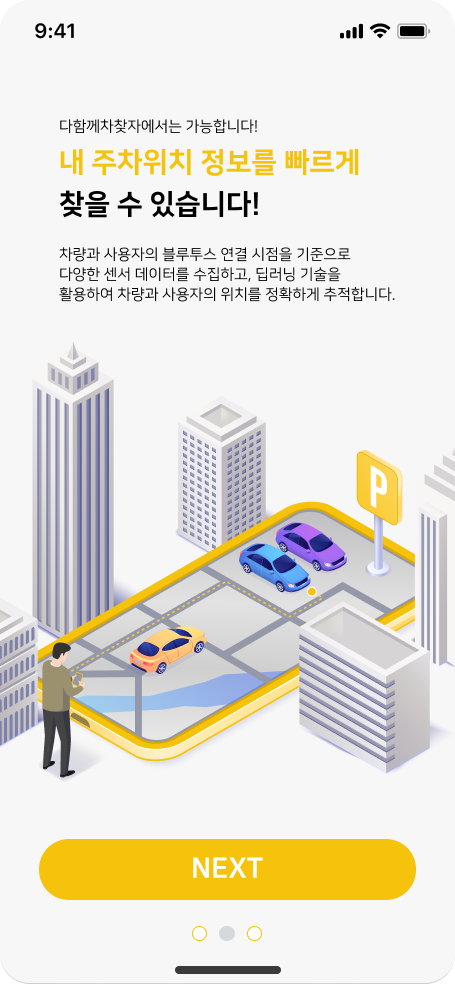 9:41
다함께차찾자에서는 가능합니다!
내 주차위치 정보를 빠르게
찾을 수 있습니다!
차량과 사용자의 블루투스 연결 시점을 기준으로
다양한 센서 데이터를 수집하고, 딥러닝 기술을
활용하여 차량과 사용자의 위치를 정확하게 추적합니다.
P
NEXT